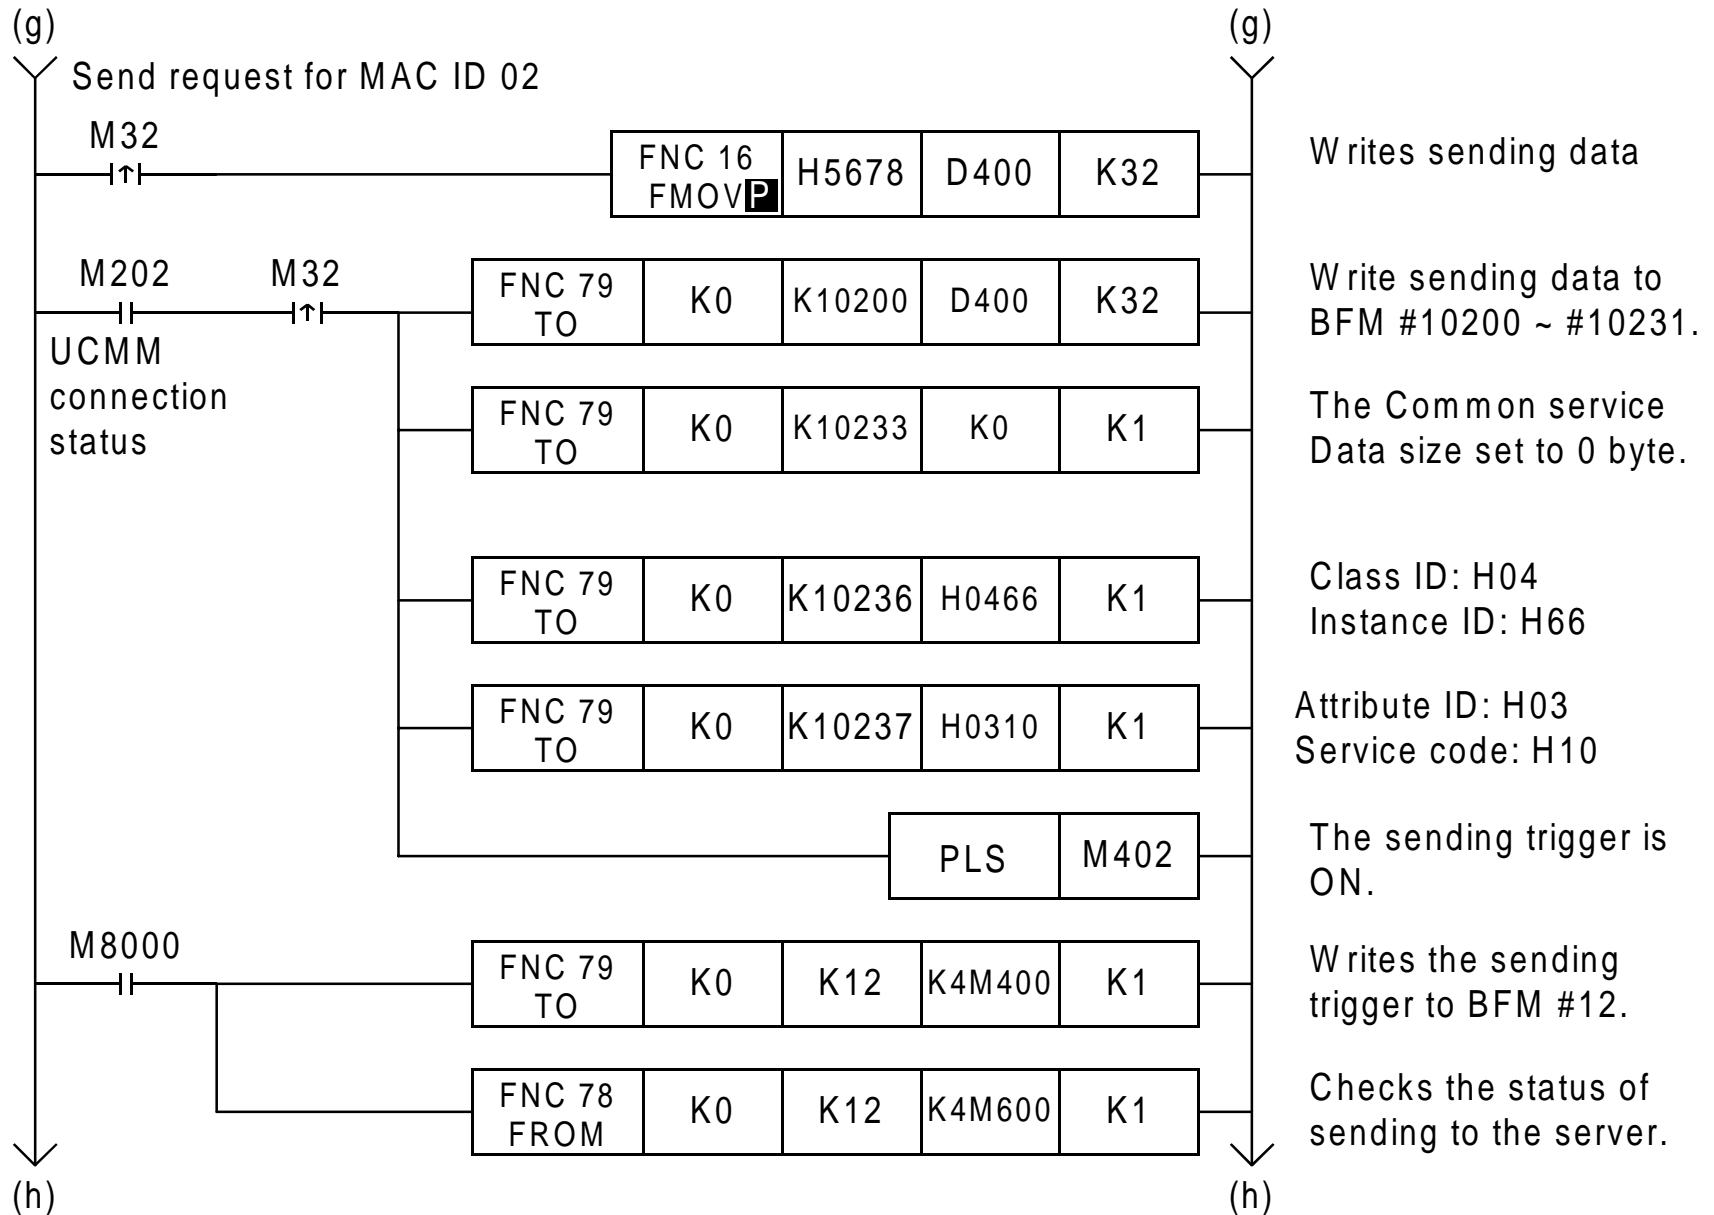 (g) (g)
Send request for MAC ID 02
M32
FNC 16
FMOVP H5678 D400 K32
Writes sending data
M202 M32
FNC 79
TO K0 K10200 D400 K32
Write sending data to
BFM #10200 ~ #10231.
UCMM
connection
status
FNC 79
TO K0 K10233 K0 K1
The Common service
Data size set to 0 byte.
FNC 79
TO K0 K10236 H0466 K1
Class ID: H04
Instance ID: H66
FNC 79
TO K0 K10237 H0310 K1
Attribute ID: H03
Service code: H10
PLS M402
The sending trigger is
ON.
M8000
FNC 79
TO K0 K12 K4M400 K1
Writes the sending
trigger to BFM #12.
FNC 78
FROM K0 K12 K4M600 K1
Checks the status of
sending to the server.
(h) (h)